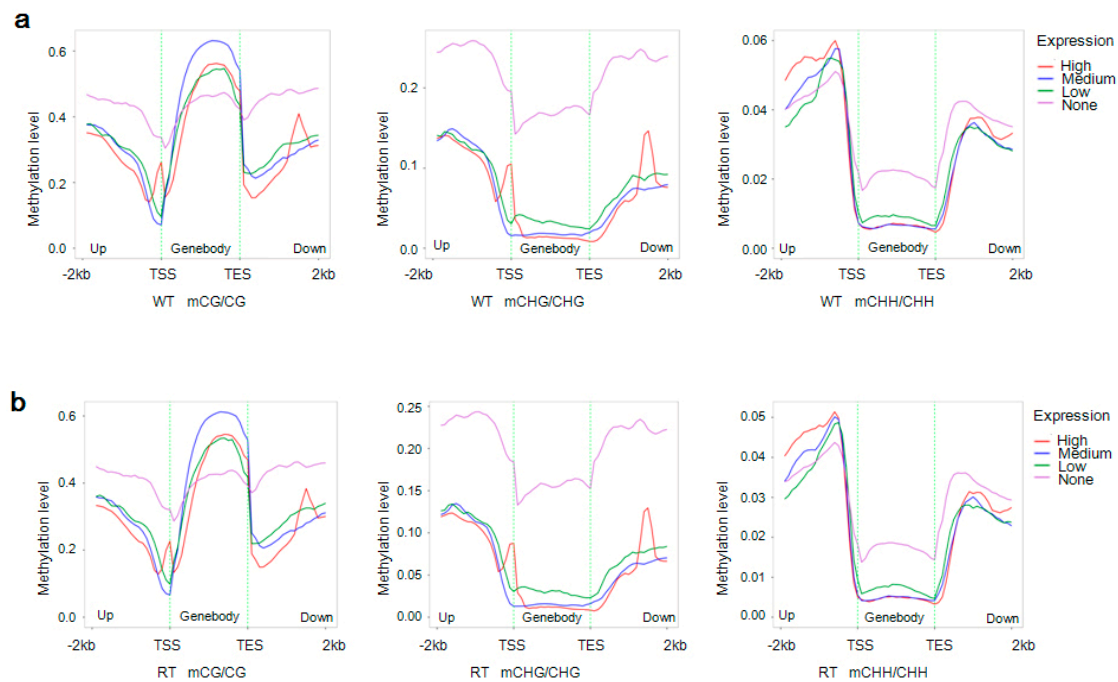 a
Methylation level
0.6
0.4
0.2
0.0
Up
Genebody
Down
-2kb
TSS
TES
2kb
WT mCG/CG
Methylation level
0.2
0.1
0.0
Up
Genebody
Down
-2kb
TSS
TES
2kb
WT mCHG/CHG
Methylation level
0.06
0.04
0.02
0.00
Up
Genebody
Down
-2kb
TSS
TES
2kb
WT mCHH/CHH
Expression
High
Medium
Low
None
b
Methylation level
0.6
0.4
0.2
0.0
Up
Genebody
Down
-2kb
TSS
TES
2kb
RT mCG/CG
Methylation level
0.25
0.20
0.15
0.10
0.05
0.00
Up
Genebody
Down
-2kb
TSS
TES
2kb
RT mCHG/CHG
Methylation level
0.05
0.04
0.03
0.02
0.01
0.00
Up
Genebody
Down
-2kb
TSS
TES
2kb
RT mCHH/CHH
Expression
High
Medium
Low
None